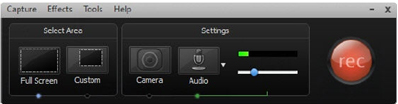 Capture Effects Tools Help
Select Area
Settings
Full Screen
Custom
Camera
Audio
rec